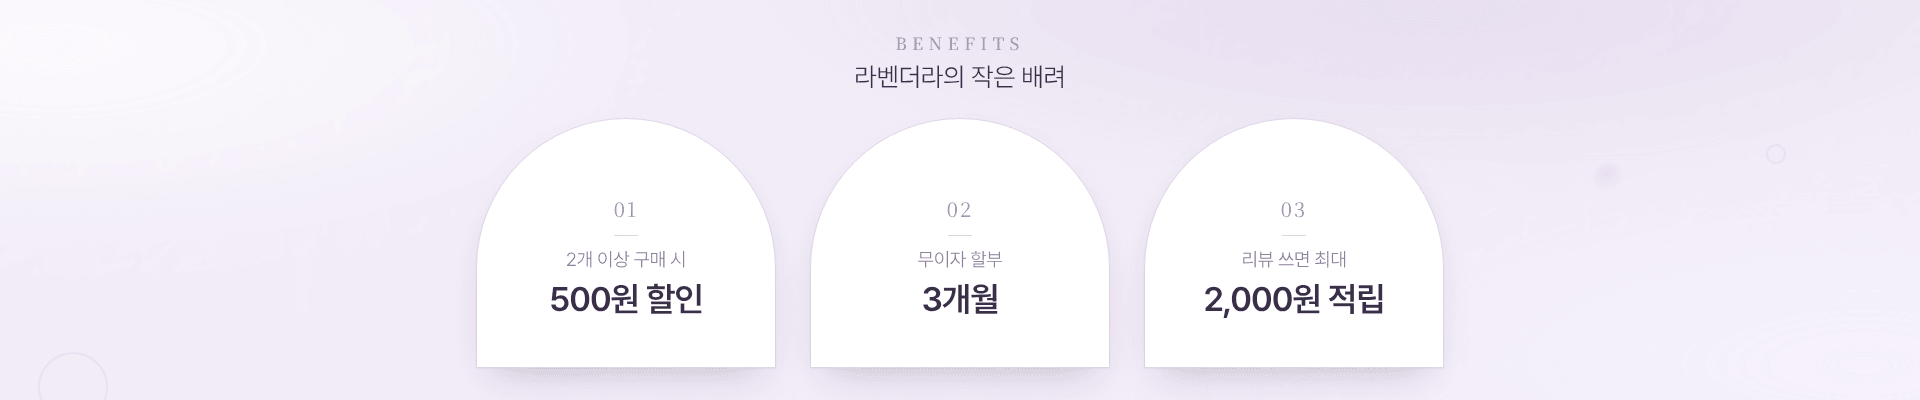 BENEFITS
라벤더라의 작은 배려
01
2개 이상 구매 시
500원 할인
02
무이자 할부
3개월
03
리뷰 쓰면 최대
2,000원 적립